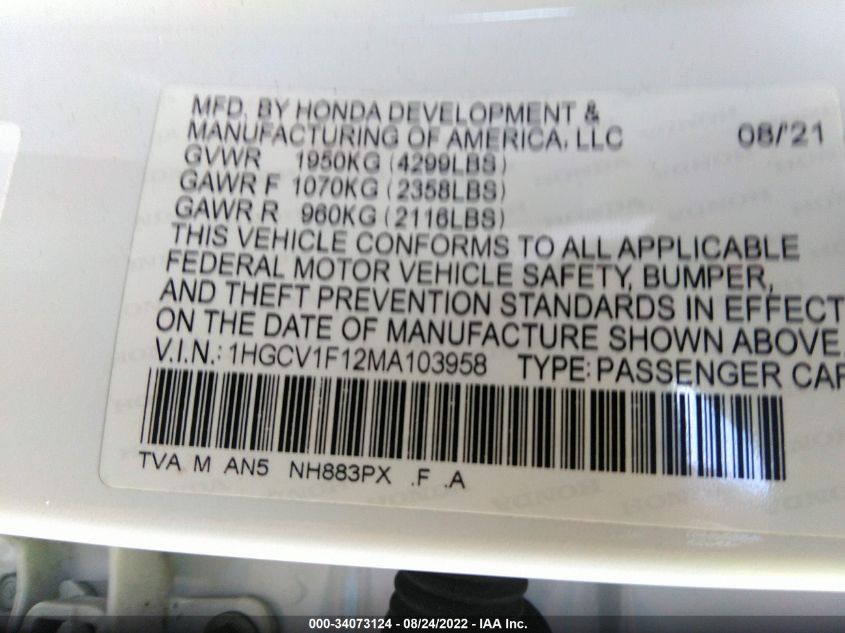 MFD. BY HONDA DEVELOPMENT &
MANUFACTURING OF AMERICA, LLC 08/'21
GVWR 1950KG (4299LBS)
GAWR F 1070KG (2358LBS)
GAWR R 960KG (2116LBS)
THIS VEHICLE CONFORMS TO ALL APPLICABLE
FEDERAL MOTOR VEHICLE SAFETY, BUMPER,
AND THEFT PREVENTION STANDARDS IN EFFECT
ON THE DATE OF MANUFACTURE SHOWN ABOVE.
V.I.N.: 1HGCV1F12MA103958 TYPE: PASSENGER CAR
TVA M AN5 NH883PX .F .A
HONDA HONDA
000-34073124 - 08/24/2022 - IAA Inc.